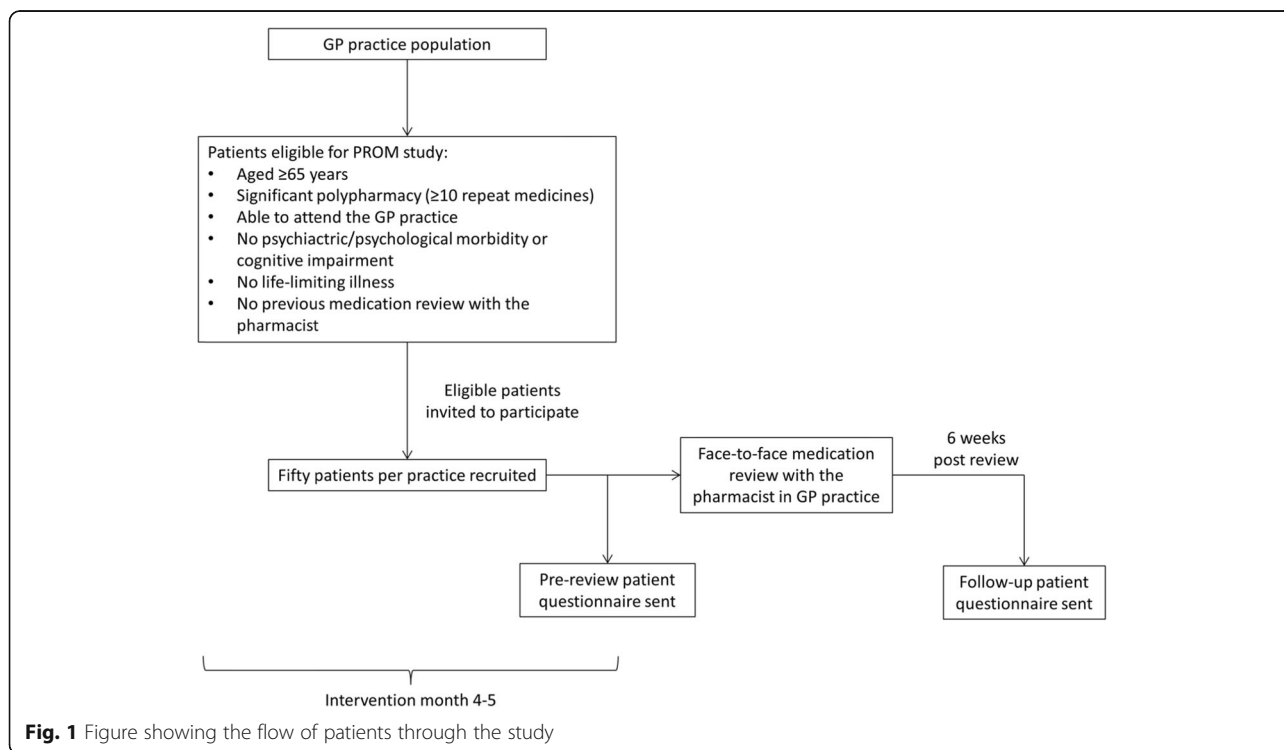 GP practice population
Patients eligible for PROM study:
• Aged ≥65 years
• Significant polypharmacy (≥10 repeat medicines)
• Able to attend the GP practice
• No psychiactric/psychological morbidity or
cognitive impairment
• No life-limiting illness
• No previous medication review with the
pharmacist
Eligible patients
invited to participate
Fifty patients per practice recruited
Face-to-face medication
review with the
pharmacist in GP practice
6 weeks
post review
Pre-review patient
questionnaire sent
Follow-up patient
questionnaire sent
Intervention month 4-5
Fig. 1 Figure showing the flow of patients through the study